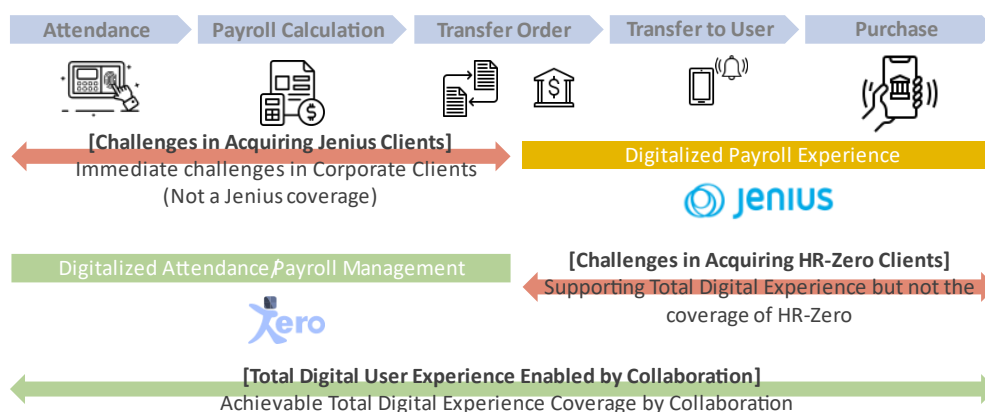 Attendance
Payroll Calculation
Transfer Order
Transfer to User
Purchase
[Challenges in Acquiring Jenius Clients]
Immediate challenges in Corporate Clients
(Not a Jenius coverage)
Digitalized Payroll Experience
jenius
Digitalized Attendance/Payroll Management
[Challenges in Acquiring HR-Zero Clients]
Supporting Total Digital Experience but not the
coverage of HR-Zero
Xero
[Total Digital User Experience Enabled by Collaboration]
Achievable Total Digital Experience Coverage by Collaboration